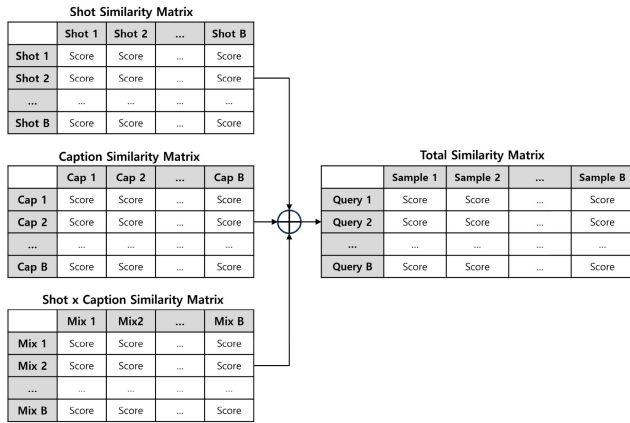 Shot Similarity Matrix
Shot 1 Shot 2 ... Shot B
Shot 1 Score Score ... Score
Shot 2 Score Score ... Score
... ... ... ... ...
Shot B Score Score ... Score
Caption Similarity Matrix
Cap 1 Cap 2 ... Cap B
Cap 1 Score Score ... Score
Cap 2 Score Score ... Score
... ... ... ... ...
Cap B Score Score ... Score
Total Similarity Matrix
Sample 1 Sample 2 ... Sample B
Query 1 Score Score ... Score
Query 2 Score Score ... Score
... ... ... ... ...
Query B Score Score ... Score
Shot x Caption Similarity Matrix
Mix 1 Mix2 ... Mix B
Mix 1 Score Score ... Score
Mix 2 Score Score ... Score
... ... ... ... ...
Mix B Score Score ... Score